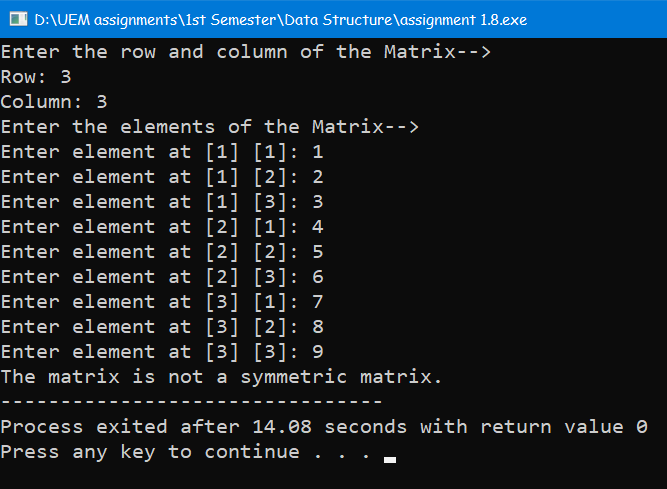 D:\UEM assignments\1st Semester\Data Structure\assignment 1.8.exe
Enter the row and column of the Matrix-->
Row: 3
Column: 3
Enter the elements of the Matrix-->
Enter element at [1] [1]: 1
Enter element at [1] [2]: 2
Enter element at [1] [3]: 3
Enter element at [2] [1]: 4
Enter element at [2] [2]: 5
Enter element at [2] [3]: 6
Enter element at [3] [1]: 7
Enter element at [3] [2]: 8
Enter element at [3] [3]: 9
The matrix is not a symmetric matrix.
--------------------------------
Process exited after 14.08 seconds with return value 0
Press any key to continue . . .